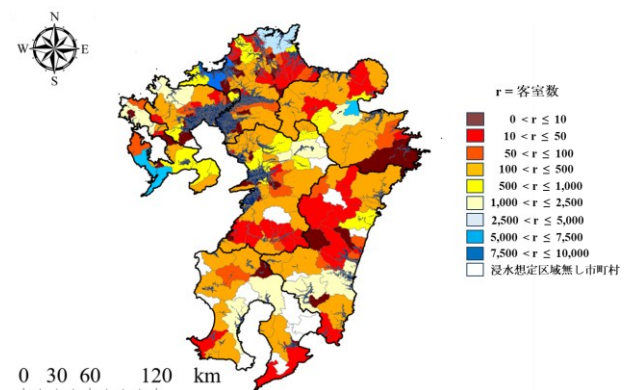 N
W E
S
r = 客室数
0 < r ≤ 10
10 < r ≤ 50
50 < r ≤ 100
100 < r ≤ 500
500 < r ≤ 1,000
1,000 < r ≤ 2,500
2,500 < r ≤ 5,000
5,000 < r ≤ 7,500
7,500 < r ≤ 10,000
浸水想定区域無し市町村
0 30 60 120 km